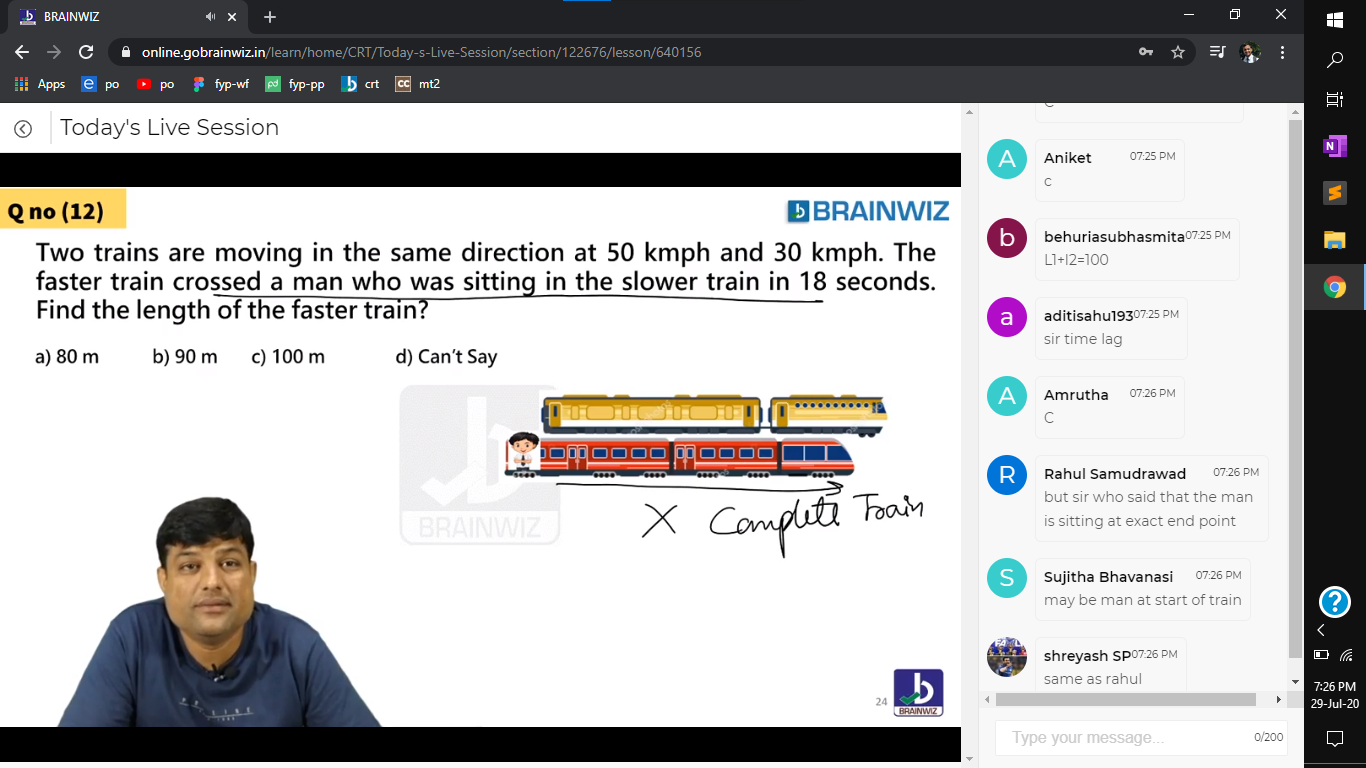 BRAINWIZ
online.gobrainwiz.in/learn/home/CRT/Today-s-Live-Session/section/122676/lesson/640156
Apps po po fyp-wf fyp-pp crt CC mt2
Today's Live Session
Q no (12)
BRAINWIZ
Two trains are moving in the same direction at 50 kmph and 30 kmph. The
faster train crossed a man who was sitting in the slower train in 18 seconds.
Find the length of the faster train?
a) 80 m b) 90 m c) 100 m d) Can't Say
BRAINWIZ
X Complete Train
24
BRAINWIZ
C
A Aniket 07:25 PM
c
b behuriasubhasmita 07:25 PM
L1+l2=100
a aditisahu193 07:25 PM
sir time lag
A Amrutha 07:26 PM
C
R Rahul Samudrawad 07:26 PM
but sir who said that the man
is sitting at exact end point
S Sujitha Bhavanasi 07:26 PM
may be man at start of train
shreyash SP 07:26 PM
same as rahul
Type your message... 0/200
N
?
7:26 PM
29-Jul-20